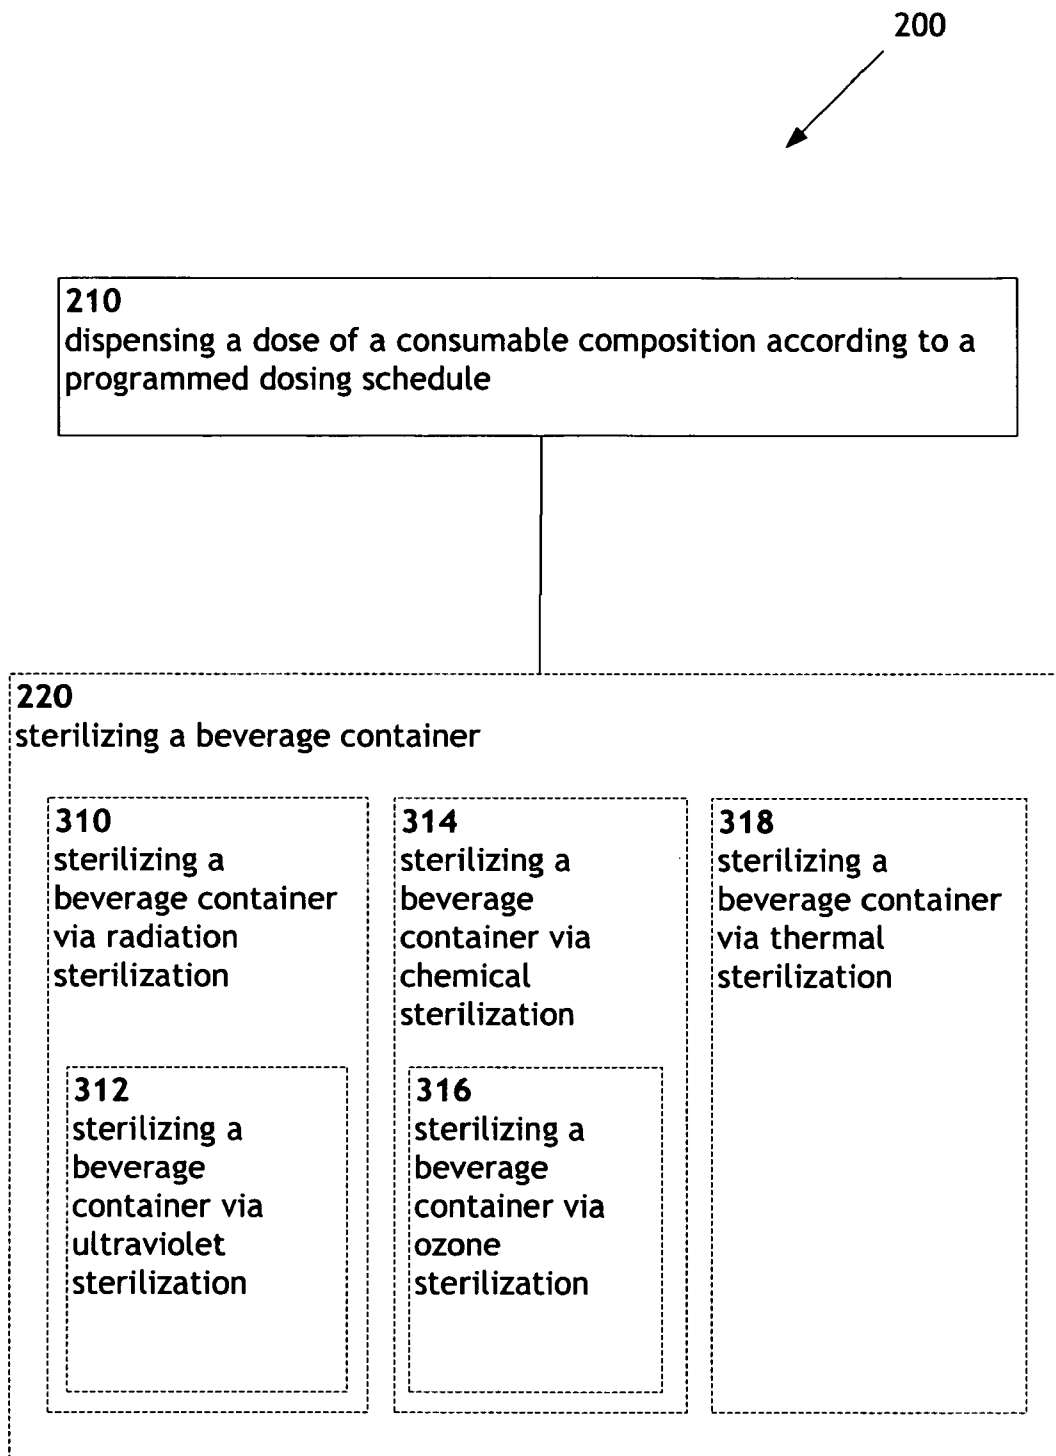 200
210
dispensing a dose of a consumable composition according to a
programmed dosing schedule
220
sterilizing a beverage container
310
sterilizing a
beverage container
via radiation
sterilization
312
sterilizing a
beverage
container via
ultraviolet
sterilization
314
sterilizing a
beverage
container via
chemical
sterilization
316
sterilizing a
beverage
container via
ozone
sterilization
318
sterilizing a
beverage container
via thermal
sterilization